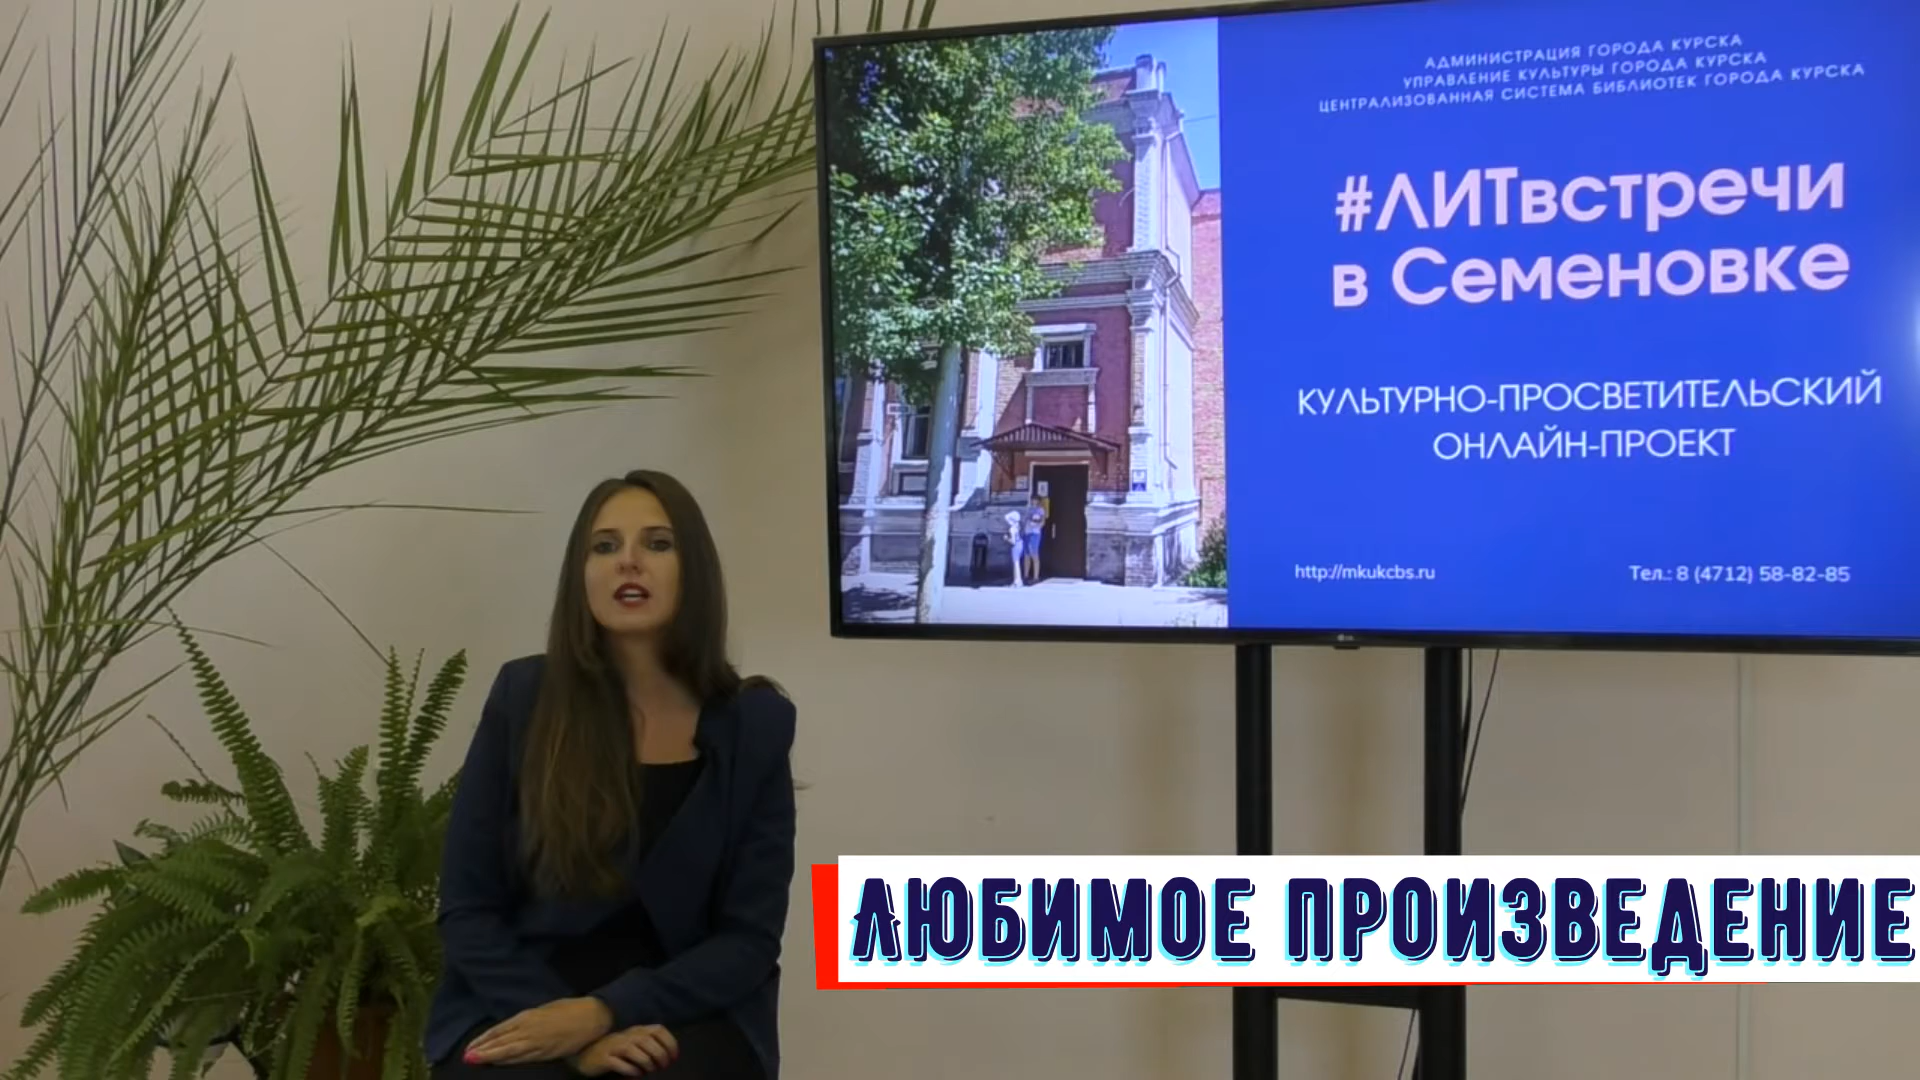 АДМИНИСТРАЦИЯ ГОРОДА КУРСКА
УПРАВЛЕНИЕ КУЛЬТУРЫ ГОРОДА КУРСКА
ЦЕНТРАЛИЗОВАННАЯ СИСТЕМА БИБЛИОТЕК ГОРОДА КУРСКА
#ЛИТвстречи
в Семеновке
КУЛЬТУРНО-ПРОСВЕТИТЕЛЬСКИЙ
ОНЛАЙН-ПРОЕКТ
http://mkukcbs.ru
Тел.: 8 (4712) 58-82-85
LG
ЛЮБИМОЕ ПРОИЗВЕДЕНИЕ